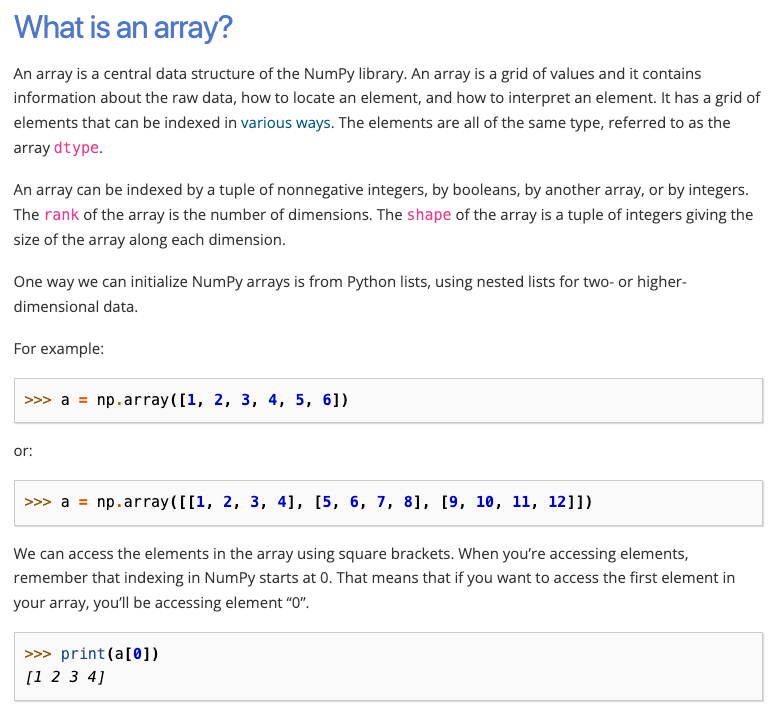 What is an array?
An array is a central data structure of the NumPy library. An array is a grid of values and it contains
information about the raw data, how to locate an element, and how to interpret an element. It has a grid of
elements that can be indexed in various ways. The elements are all of the same type, referred to as the
array dtype.
An array can be indexed by a tuple of nonnegative integers, by booleans, by another array, or by integers.
The rank of the array is the number of dimensions. The shape of the array is a tuple of integers giving the
size of the array along each dimension.
One way we can initialize NumPy arrays is from Python lists, using nested lists for two- or higher-
dimensional data.
For example:
>>> a = np.array([1, 2, 3, 4, 5, 6])
or:
>>> a = np.array([[1, 2, 3, 4], [5, 6, 7, 8], [9, 10, 11, 12]])
We can access the elements in the array using square brackets. When you’re accessing elements,
remember that indexing in NumPy starts at 0. That means that if you want to access the first element in
your array, you’ll be accessing element “0”.
>>> print(a[0])
[1 2 3 4]